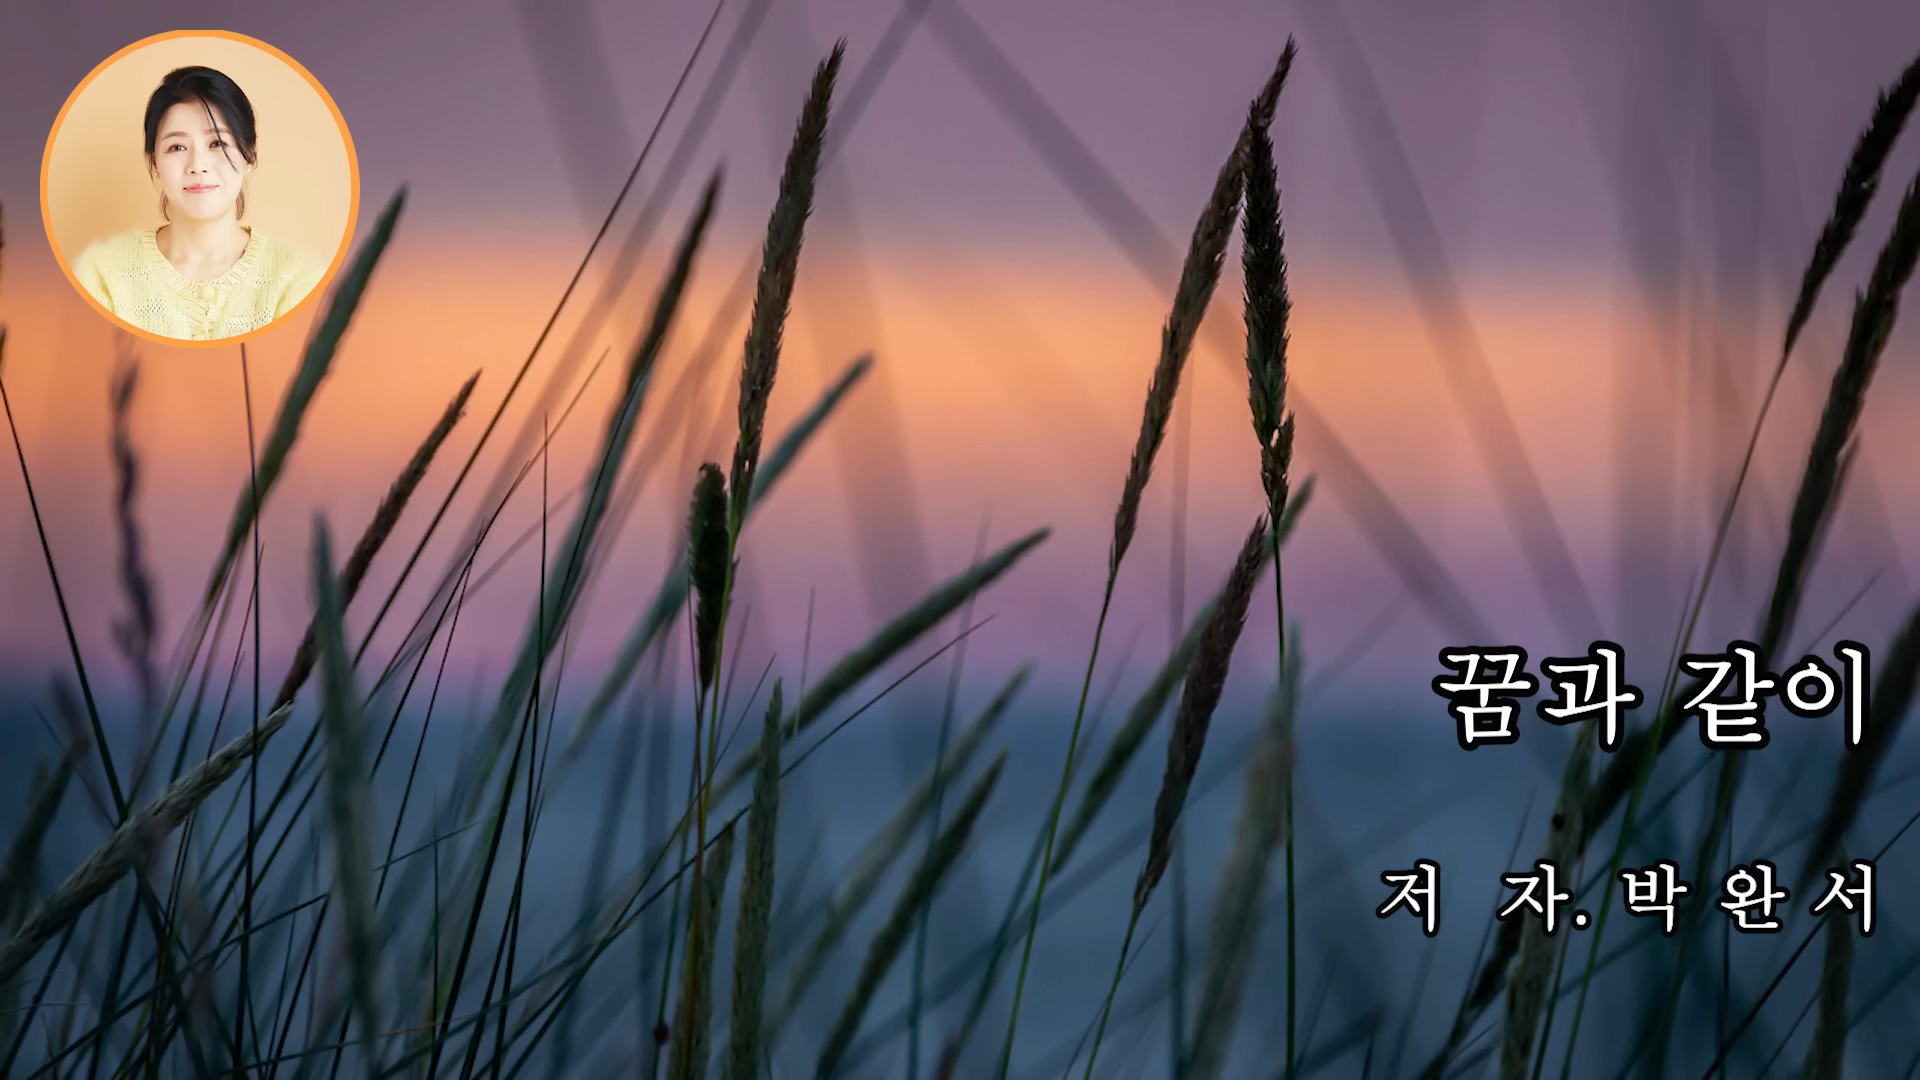 꿈과 같이
저 자. 박 완 서